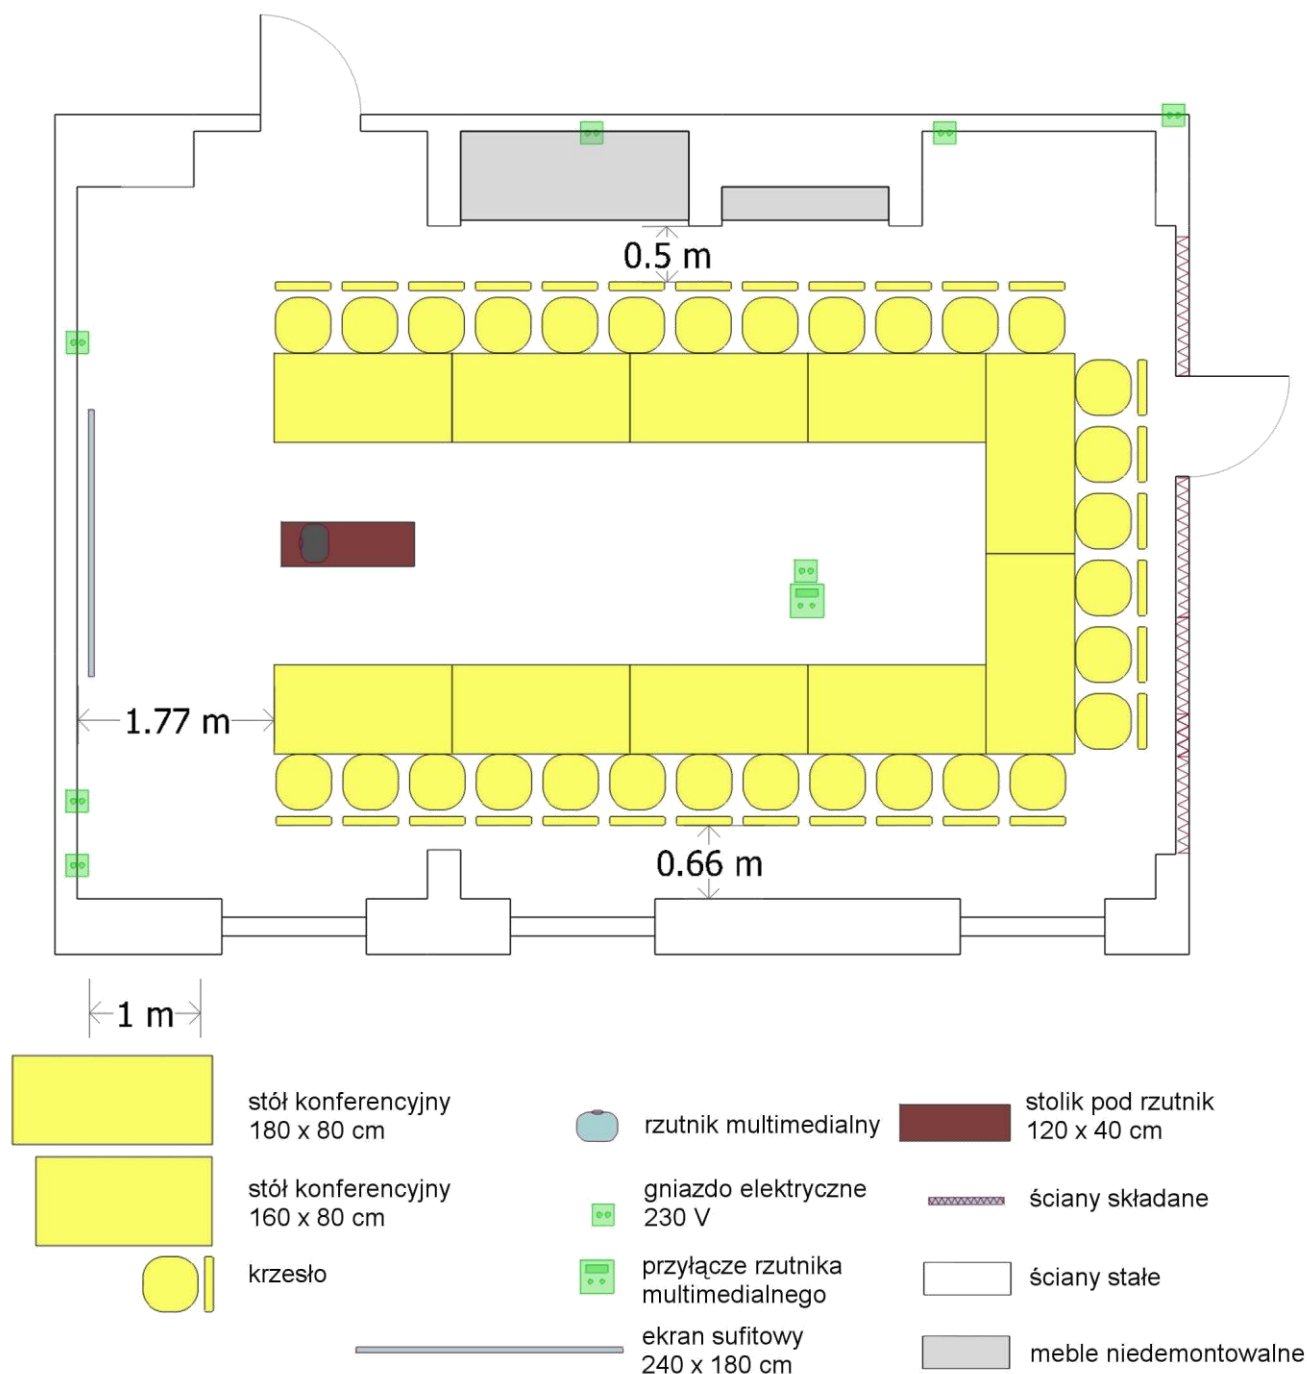 0.5 m
1.77 m
0.66 m
1 m
stół konferencyjny
180 x 80 cm
stół konferencyjny
160 x 80 cm
krzesło
rzutnik multimedialny
gniazdo elektryczne
230 V
przyłącze rzutnika
multimedialnego
ekran sufitowy
240 x 180 cm
stolik pod rzutnik
120 x 40 cm
ściany składane
ściany stałe
meble niedemontowalne